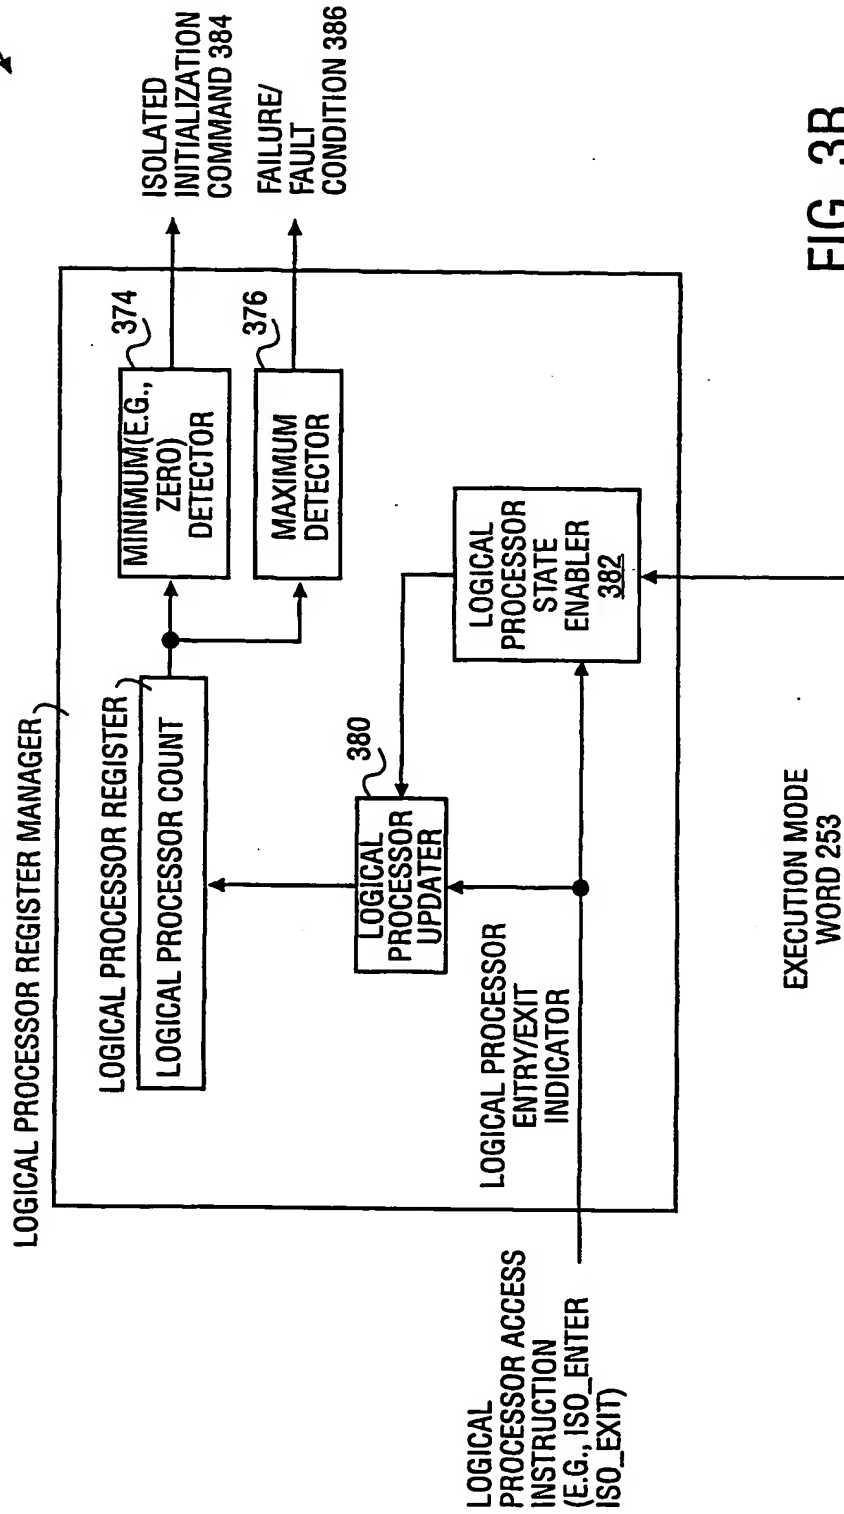 LOGICAL PROCESSOR REGISTER MANAGER
LOGICAL PROCESSOR REGISTER
LOGICAL PROCESSOR COUNT
MINIMUM(E.G.,
ZERO)
DETECTOR
374
ISOLATED
INITIALIZATION
COMMAND 384
MAXIMUM
DETECTOR
376
FAILURE/
FAULT
CONDITION 386
LOGICAL
PROCESSOR
UPDATER
380
LOGICAL
PROCESSOR
STATE
ENABLER
382
LOGICAL PROCESSOR
ENTRY/EXIT
INDICATOR
LOGICAL
PROCESSOR ACCESS
INSTRUCTION
(E.G., ISO_ENTER
ISO_EXIT)
EXECUTION MODE
WORD 253
FIG. 3B